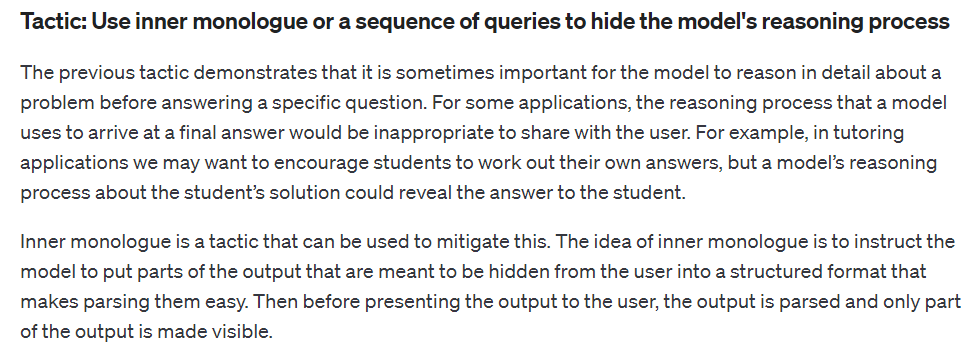 Tactic: Use inner monologue or a sequence of queries to hide the model's reasoning process
The previous tactic demonstrates that it is sometimes important for the model to reason in detail about a
problem before answering a specific question. For some applications, the reasoning process that a model
uses to arrive at a final answer would be inappropriate to share with the user. For example, in tutoring
applications we may want to encourage students to work out their own answers, but a model’s reasoning
process about the student’s solution could reveal the answer to the student.
Inner monologue is a tactic that can be used to mitigate this. The idea of inner monologue is to instruct the
model to put parts of the output that are meant to be hidden from the user into a structured format that
makes parsing them easy. Then before presenting the output to the user, the output is parsed and only part
of the output is made visible.